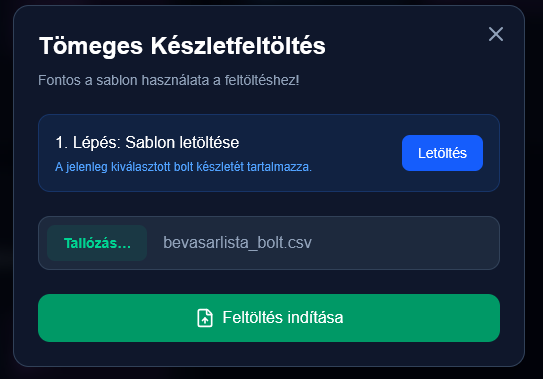 Tömeges Készletfeltöltés
Fontos a sablon használata a feltöltéshez!
1. Lépés: Sablon letöltése
A jelenleg kiválasztott bolt készletét tartalmazza.
Letöltés
Tallózás...
bevasarlista_bolt.csv
Feltöltés indítása